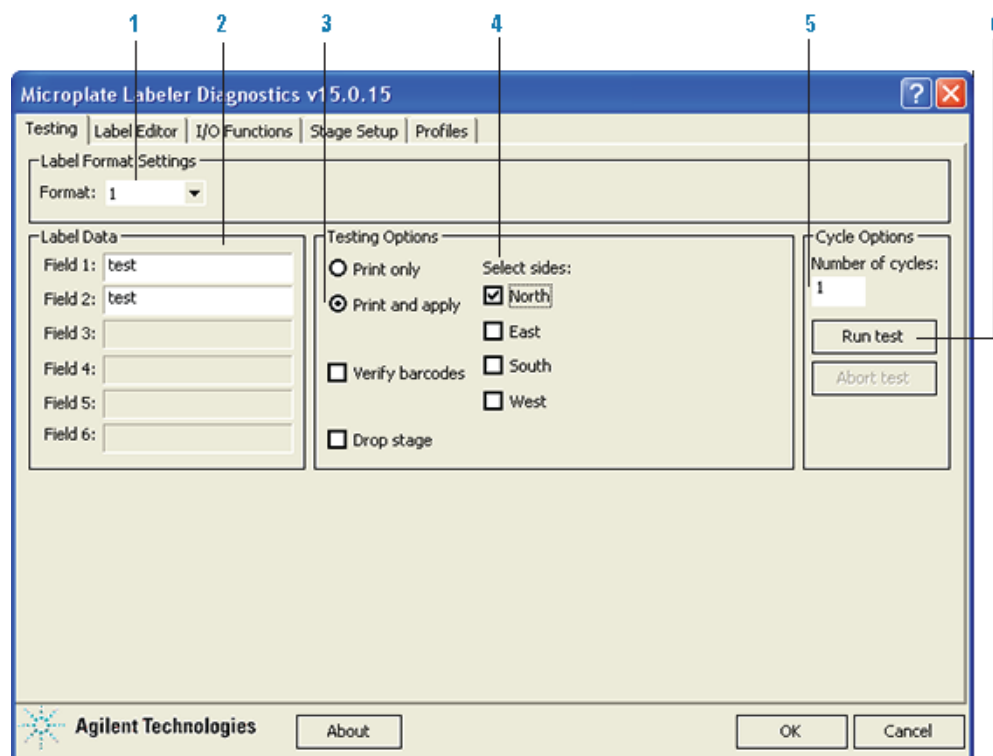 1 2 3 4 5
Microplate Labeler Diagnostics v15.0.15
Testing Label Editor I/O Functions Stage Setup Profiles
Label Format Settings
Format: 1
Label Data
Field 1: test
Field 2: test
Field 3:
Field 4:
Field 5:
Field 6:
Testing Options
Print only
Print and apply
Verify barcodes
Drop stage
Select sides:
North
East
South
West
Cycle Options
Number of cycles:
1
Run test
Abort test
Agilent Technologies
About
OK
Cancel